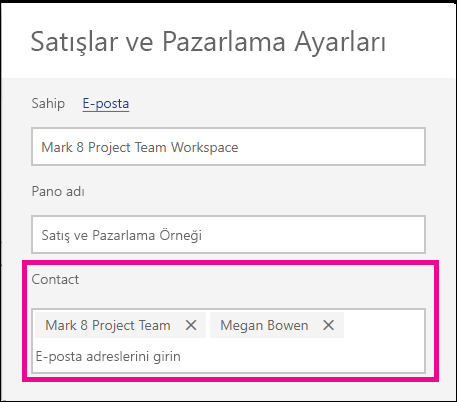 Satışlar ve Pazarlama Ayarları
Sahip E-posta
Mark 8 Project Team Workspace
Pano adı
Satış ve Pazarlama Örneği
Contact
Mark 8 Project Team Megan Bowen
E-posta adreslerini girin